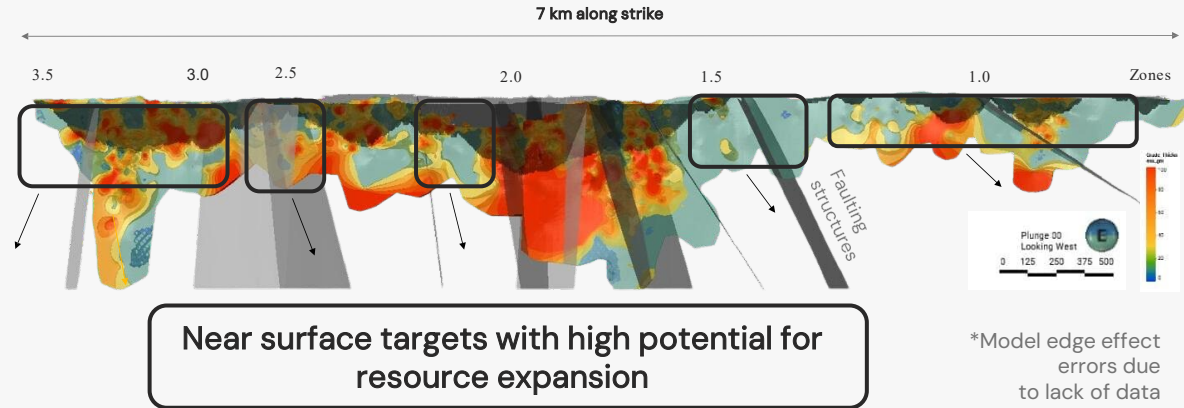 7 km along strike
3.5 3.0 2.5 2.0 1.5 1.0 Zones
Faulting
structures
Plunge 00
Looking West
E
0 125 250 375 500
Near surface targets with high potential for
resource expansion
*Model edge effect
errors due
to lack of data